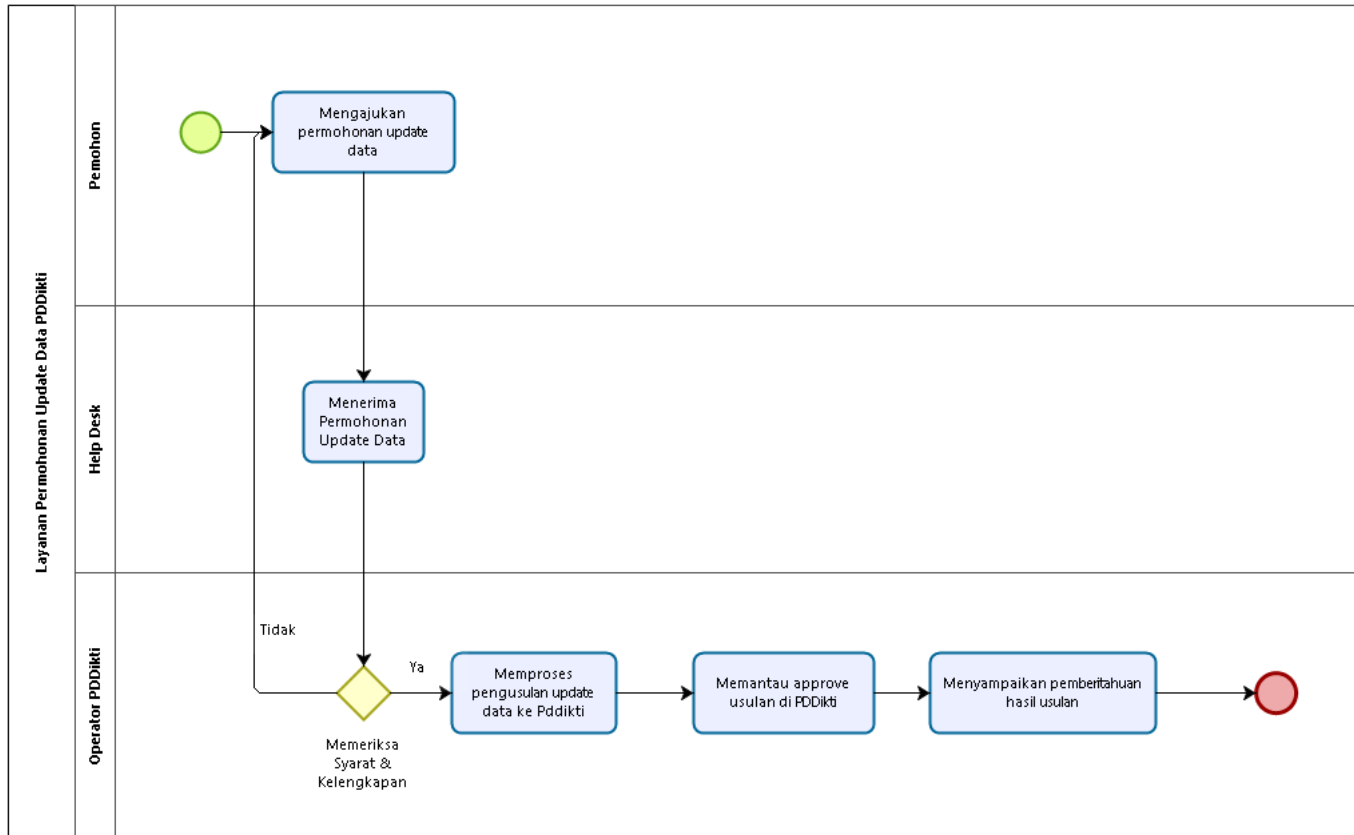 Layanan Permohonan Update Data PDDikti
Pemohon
Mengajukan
permohonan update
data
Help Desk
Menerima
Permohonan
Update Data
Operator PDDikti
Tidak
Memeriksa
Syarat &
Kelengkapan
Ya
Memproses
pengusulan update
data ke Pddikti
Memantau approve
usulan di PDDikti
Menyampaikan pemberitahuan
hasil usulan